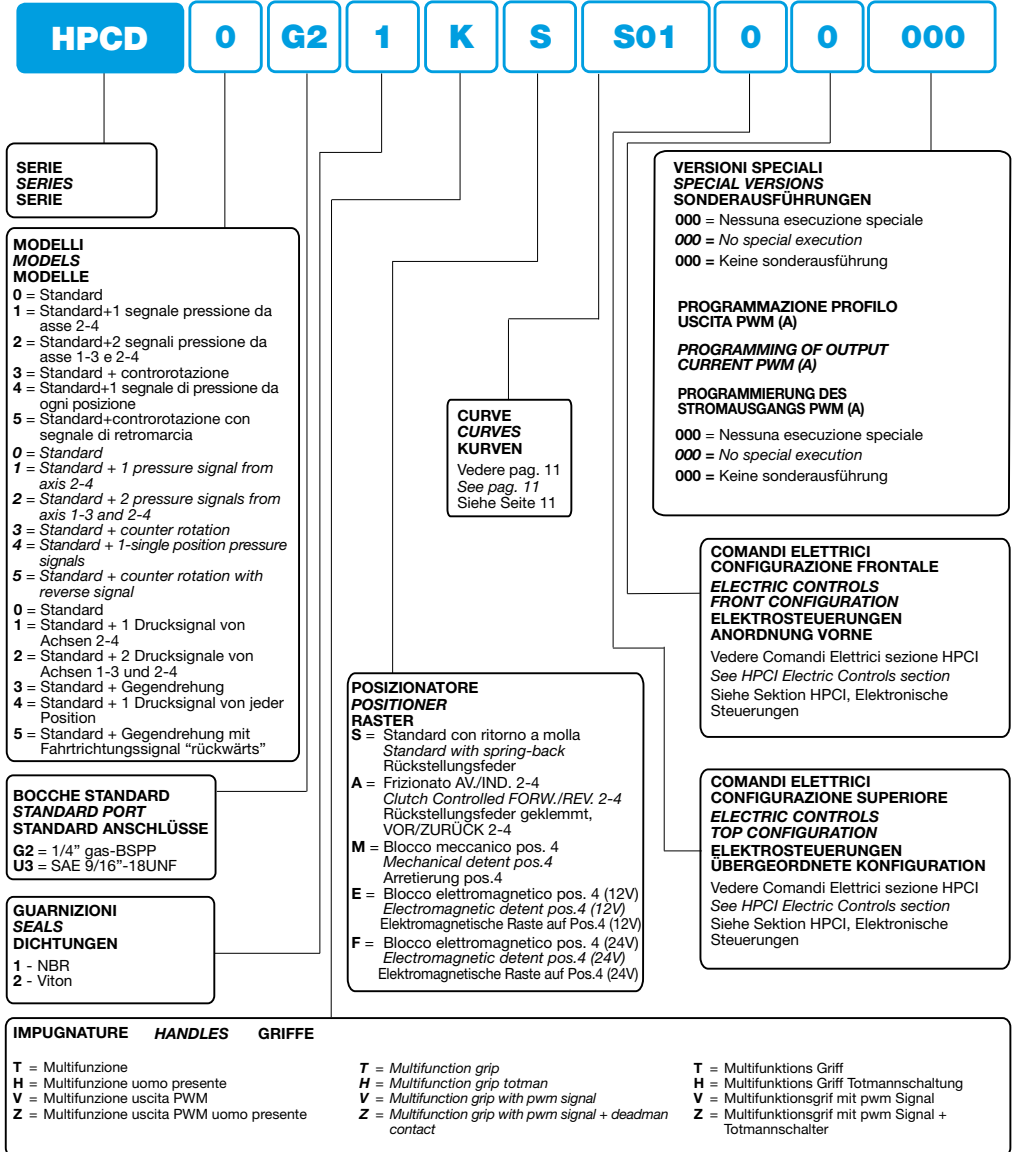 HPCD 0 G2 1 K S S01 0 0 000
SERIE
SERIES
SERIE
MODELLI
MODELS
MODELLE
0 = Standard
1 = Standard+1 segnale pressione da
asse 2-4
2 = Standard+2 segnali pressione da
asse 1-3 e 2-4
3 = Standard + controrotazione
4 = Standard+1 segnale di pressione da
ogni posizione
5 = Standard+controrotazione con
segnale di retromarcia
0 = Standard
1 = Standard + 1 pressure signal from
axis 2-4
2 = Standard + 2 pressure signals from
axis 1-3 and 2-4
3 = Standard + counter rotation
4 = Standard + 1-single position pressure
signals
5 = Standard + counter rotation with
reverse signal
0 = Standard
1 = Standard + 1 Drucksignal von
Achsen 2-4
2 = Standard + 2 Drucksignale von
Achsen 1-3 und 2-4
3 = Standard + Gegendrehung
4 = Standard + 1 Drucksignal von jeder
Position
5 = Standard + Gegendrehung mit
Fahrtrichtungssignal “rückwärts”
BOCCHE STANDARD
STANDARD PORT
STANDARD ANSCHLÜSSE
G2 = 1/4” gas-BSPP
U3 = SAE 9/16”-18UNF
GUARNIZIONI
SEALS
DICHTUNGEN
1 - NBR
2 - Viton
CURVE
CURVES
KURVEN
Vedere pag. 11
See pag. 11
Siehe Seite 11
POSIZIONATORE
POSITIONER
RASTER
S = Standard con ritorno a molla
Standard with spring-back
Rückstellungsfeder
A = Frizionato AV./IND. 2-4
Clutch Controlled FORW./REV. 2-4
Rückstellungsfeder geklemmt,
VOR/ZURÜCK 2-4
M = Blocco meccanico pos. 4
Mechanical detent pos.4
Arretierung pos.4
E = Blocco elettromagnetico pos. 4 (12V)
Electromagnetic detent pos.4 (12V)
Elektromagnetische Raste auf Pos.4 (12V)
F = Blocco elettromagnetico pos. 4 (24V)
Electromagnetic detent pos.4 (24V)
Elektromagnetische Raste auf Pos.4 (24V)
VERSIONI SPECIALI
SPECIAL VERSIONS
SONDERAUSFÜHRUNGEN
000 = Nessuna esecuzione speciale
000 = No special execution
000 = Keine sonderausführung
PROGRAMMAZIONE PROFILO
USCITA PWM (A)
PROGRAMMING OF OUTPUT
CURRENT PWM (A)
PROGRAMMIERUNG DES
STROMAUSGANGS PWM (A)
000 = Nessuna esecuzione speciale
000 = No special execution
000 = Keine sonderausführung
COMANDI ELETTRICI
CONFIGURAZIONE FRONTALE
ELECTRIC CONTROLS
FRONT CONFIGURATION
ELEKTROSTEUERUNGEN
ANORDNUNG VORNE
Vedere Comandi Elettrici sezione HPCI
See HPCI Electric Controls section
Siehe Sektion HPCI, Elektronische
Steuerungen
COMANDI ELETTRICI
CONFIGURAZIONE SUPERIORE
ELECTRIC CONTROLS
TOP CONFIGURATION
ELEKTROSTEUERUNGEN
ÜBERGEORDNETE KONFIGURATION
Vedere Comandi Elettrici sezione HPCI
See HPCI Electric Controls section
Siehe Sektion HPCI, Elektronische
Steuerungen
IMPUGNATURE HANDLES GRIFFE
T = Multifunzione
H = Multifunzione uomo presente
V = Multifunzione uscita PWM
Z = Multifunzione uscita PWM uomo presente
T = Multifunction grip
H = Multifunction grip totman
V = Multifunction grip with pwm signal
Z = Multifunction grip with pwm signal + deadman
contact
T = Multifunktions Griff
H = Multifunktions Griff Totmannschaltung
V = Multifunktionsgrif mit pwm Signal
Z = Multifunktionsgrif mit pwm Signal +
Totmannschalter